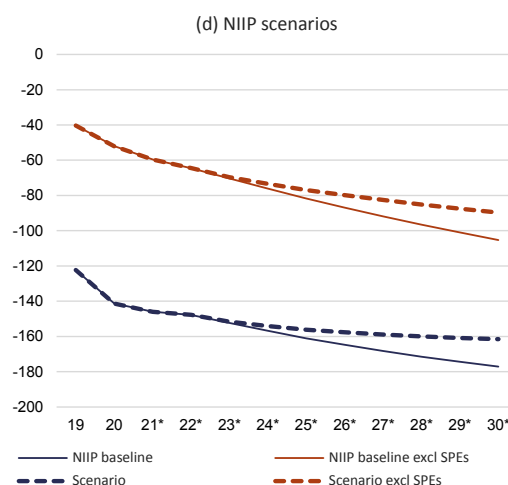 (d) NIIP scenarios
0
-20
-40
-60
-80
-100
-120
-140
-160
-180
-200
19 20 21* 22* 23* 24* 25* 26* 27* 28* 29* 30*
NIIP baseline NIIP baseline excl SPEs
Scenario Scenario excl SPEs